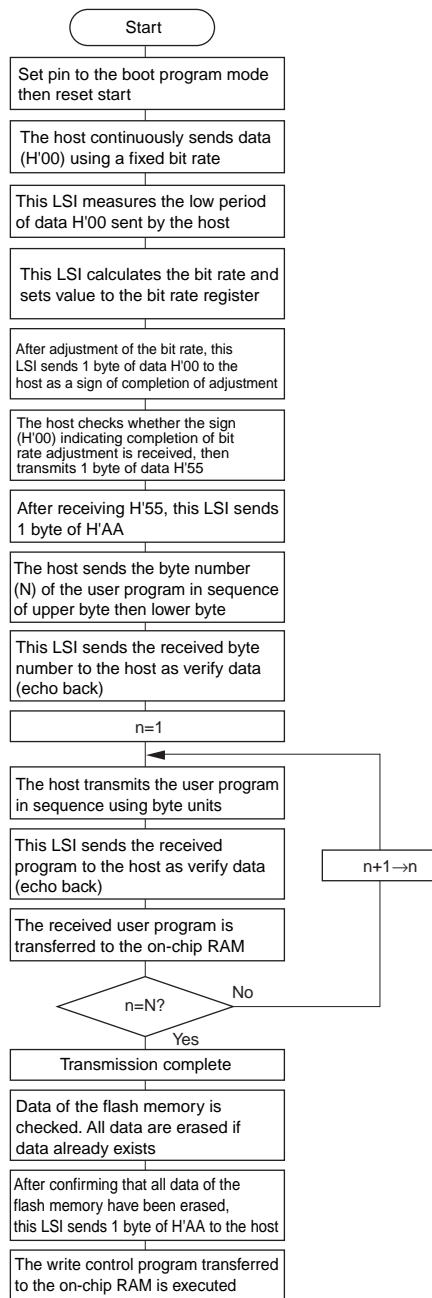 Start
Set pin to the boot program mode
then reset start
The host continuously sends data
(H'00) using a fixed bit rate
This LSI measures the low period
of data H'00 sent by the host
This LSI calculates the bit rate and
sets value to the bit rate register
After adjustment of the bit rate, this
LSI sends 1 byte of data H'00 to the
host as a sign of completion of adjustment
The host checks whether the sign
(H'00) indicating completion of bit
rate adjustment is received, then
transmits 1 byte of data H'55
After receiving H'55, this LSI sends
1 byte of H'AA
The host sends the byte number
(N) of the user program in sequence
of upper byte then lower byte
This LSI sends the received byte
number to the host as verify data
(echo back)
n=1
The host transmits the user program
in sequence using byte units
This LSI sends the received
program to the host as verify data
(echo back)
n+1→n
The received user program is
transferred to the on-chip RAM
n=N?
No
Yes
Transmission complete
Data of the flash memory is
checked. All data are erased if
data already exists
After confirming that all data of the
flash memory have been erased,
this LSI sends 1 byte of H'AA to the host
The write control program transferred
to the on-chip RAM is executed